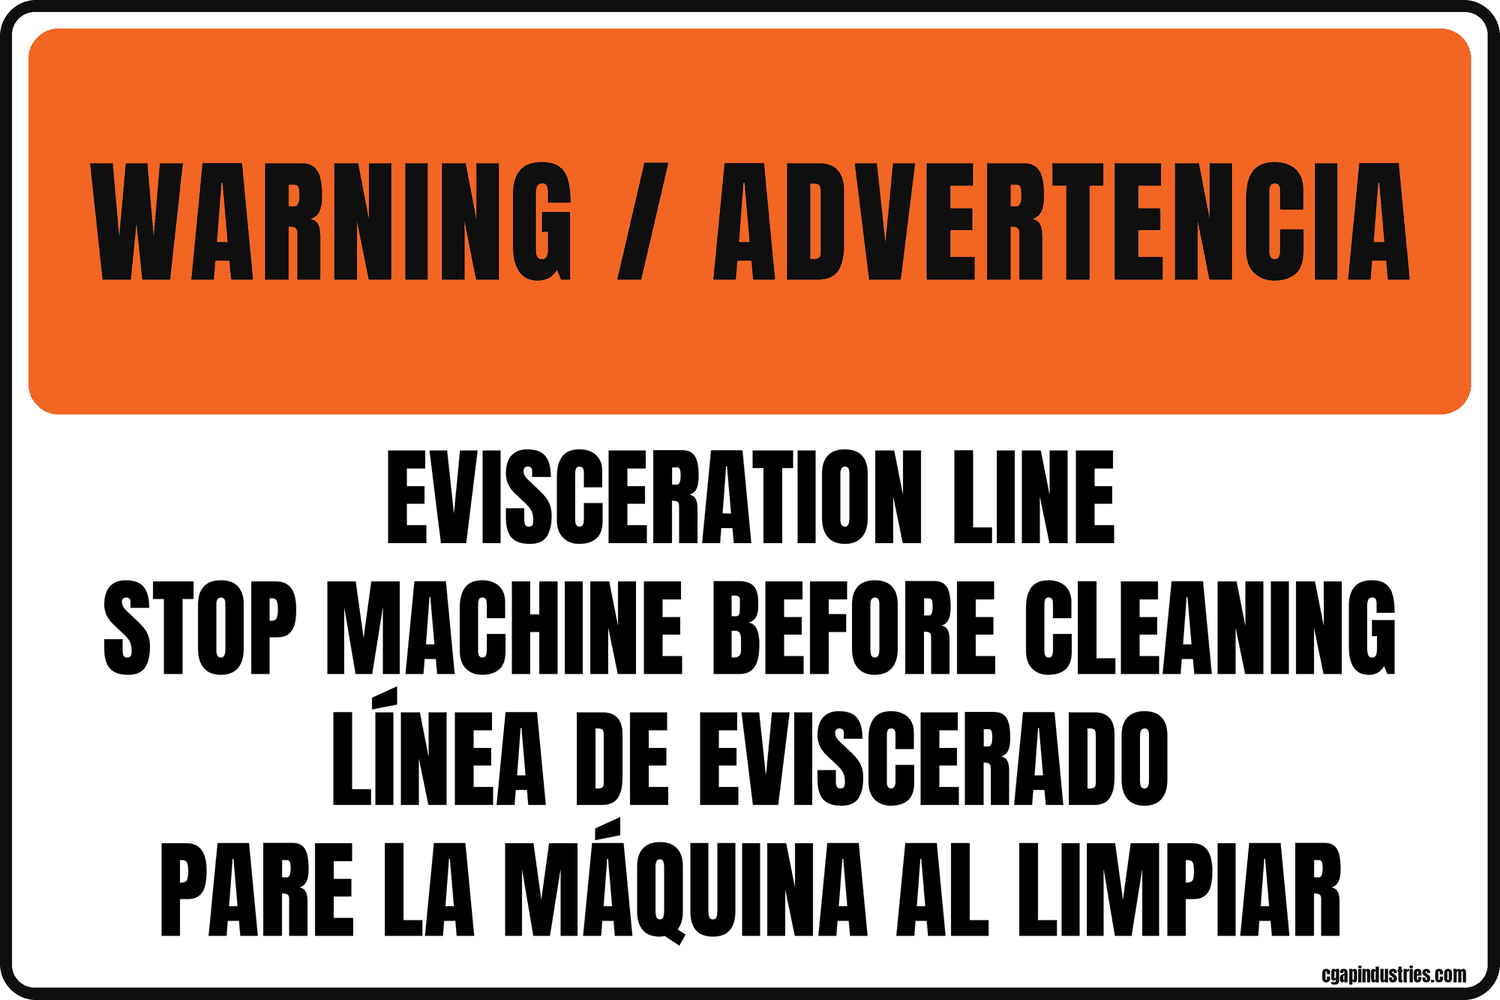 WARNING / ADVERTENCIA
EVISCERATION LINE
STOP MACHINE BEFORE CLEANING
LÍNEA DE EVISCERADO
PARE LA MÁQUINA AL LIMPIAR
cgapindustries.com